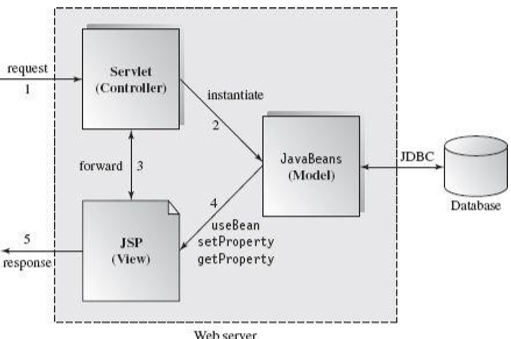 request
1
Servlet
(Controller)
instantiate
2
JavaBeans
(Model)
JDBC
Database
forward
3
4
useBean
setProperty
getProperty
JSP
(View)
5
response
Web server